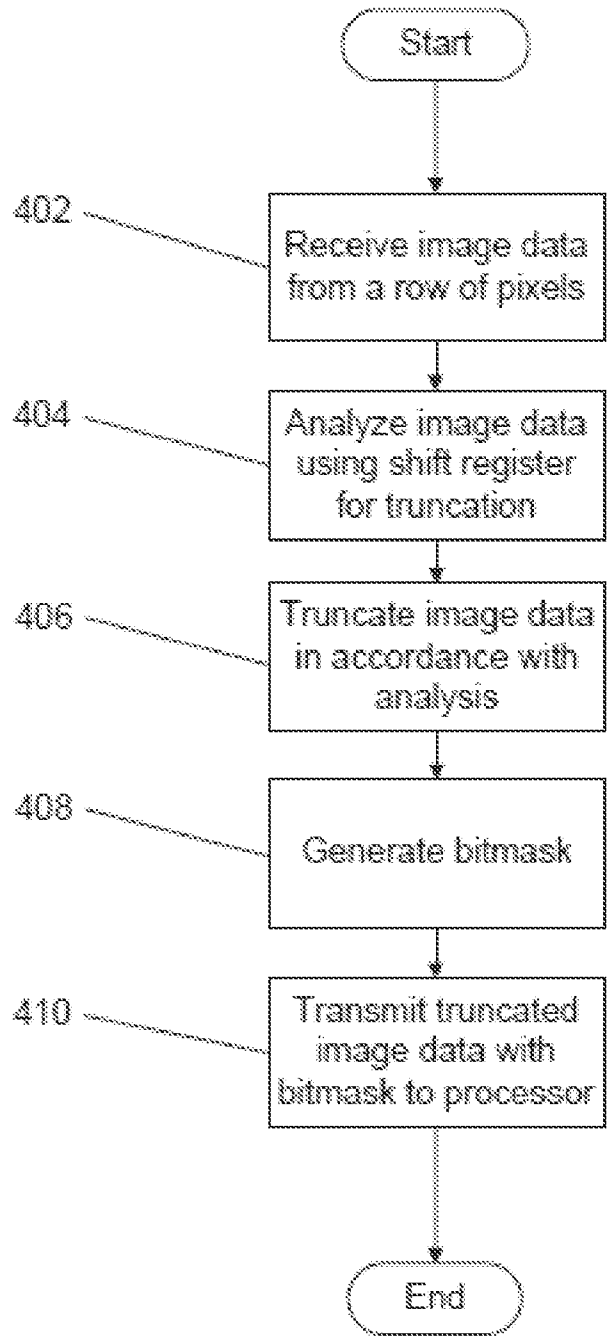 Start
402
Receive image data
from a row of pixels
404
Analyze image data
using shift register
for truncation
406
Truncate image data
in accordance with
analysis
408
Generate bitmask
410
Transmit truncated
image data with
bitmask to processor
End